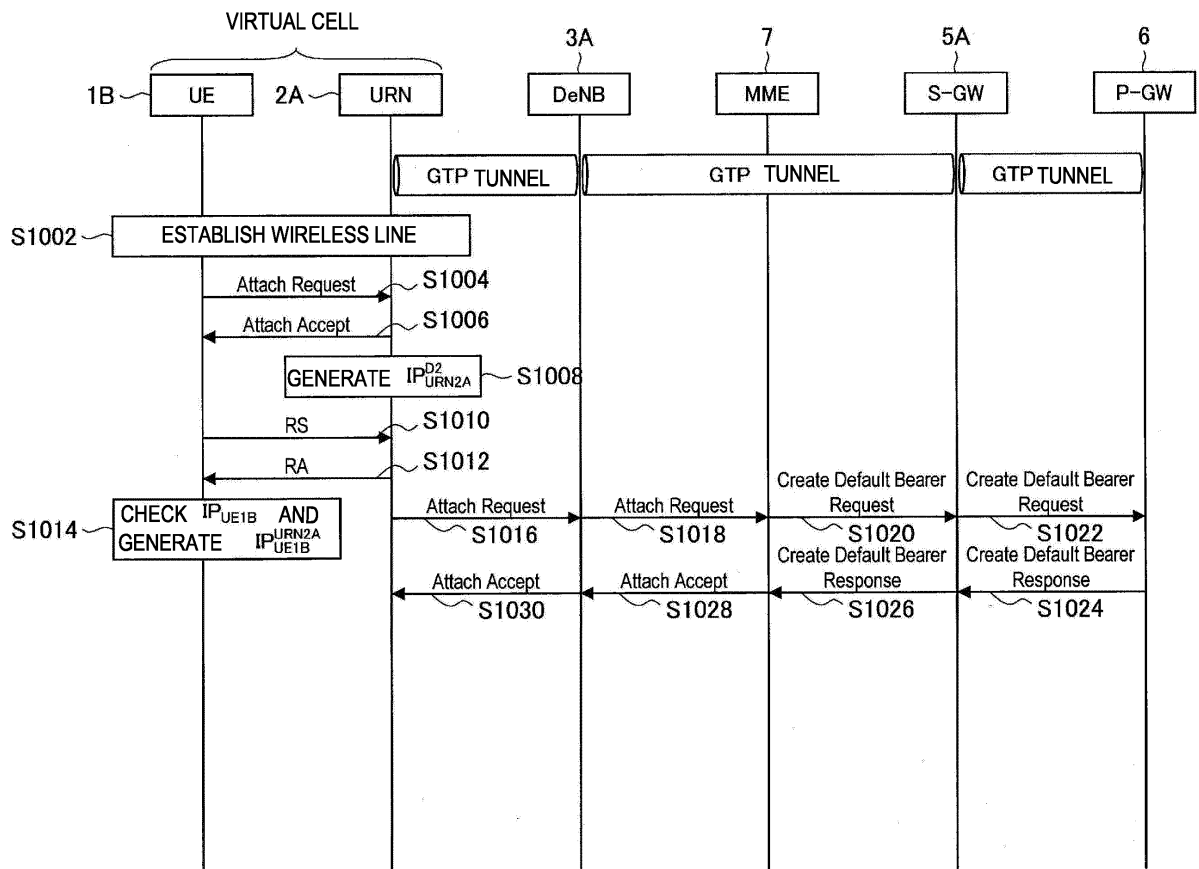 VIRTUAL CELL
3A
7
5A
6
1B
UE
2A
URN
DeNB
MME
S-GW
P-GW
GTP TUNNEL
GTP TUNNEL
GTP TUNNEL
S1002
ESTABLISH WIRELESS LINE
Attach Request
S1004
Attach Accept
S1006
GENERATE IP D2 URN2A
S1008
RS
S1010
RA
S1012
S1014
CHECK IP UE1B AND
GENERATE IP URN2A UE1B
Attach Request
S1016
Attach Request
S1018
Create Default Bearer
Request
S1020
Create Default Bearer
Request
S1022
Attach Accept
S1030
Attach Accept
S1028
Create Default Bearer
Response
S1026
Create Default Bearer
Response
S1024